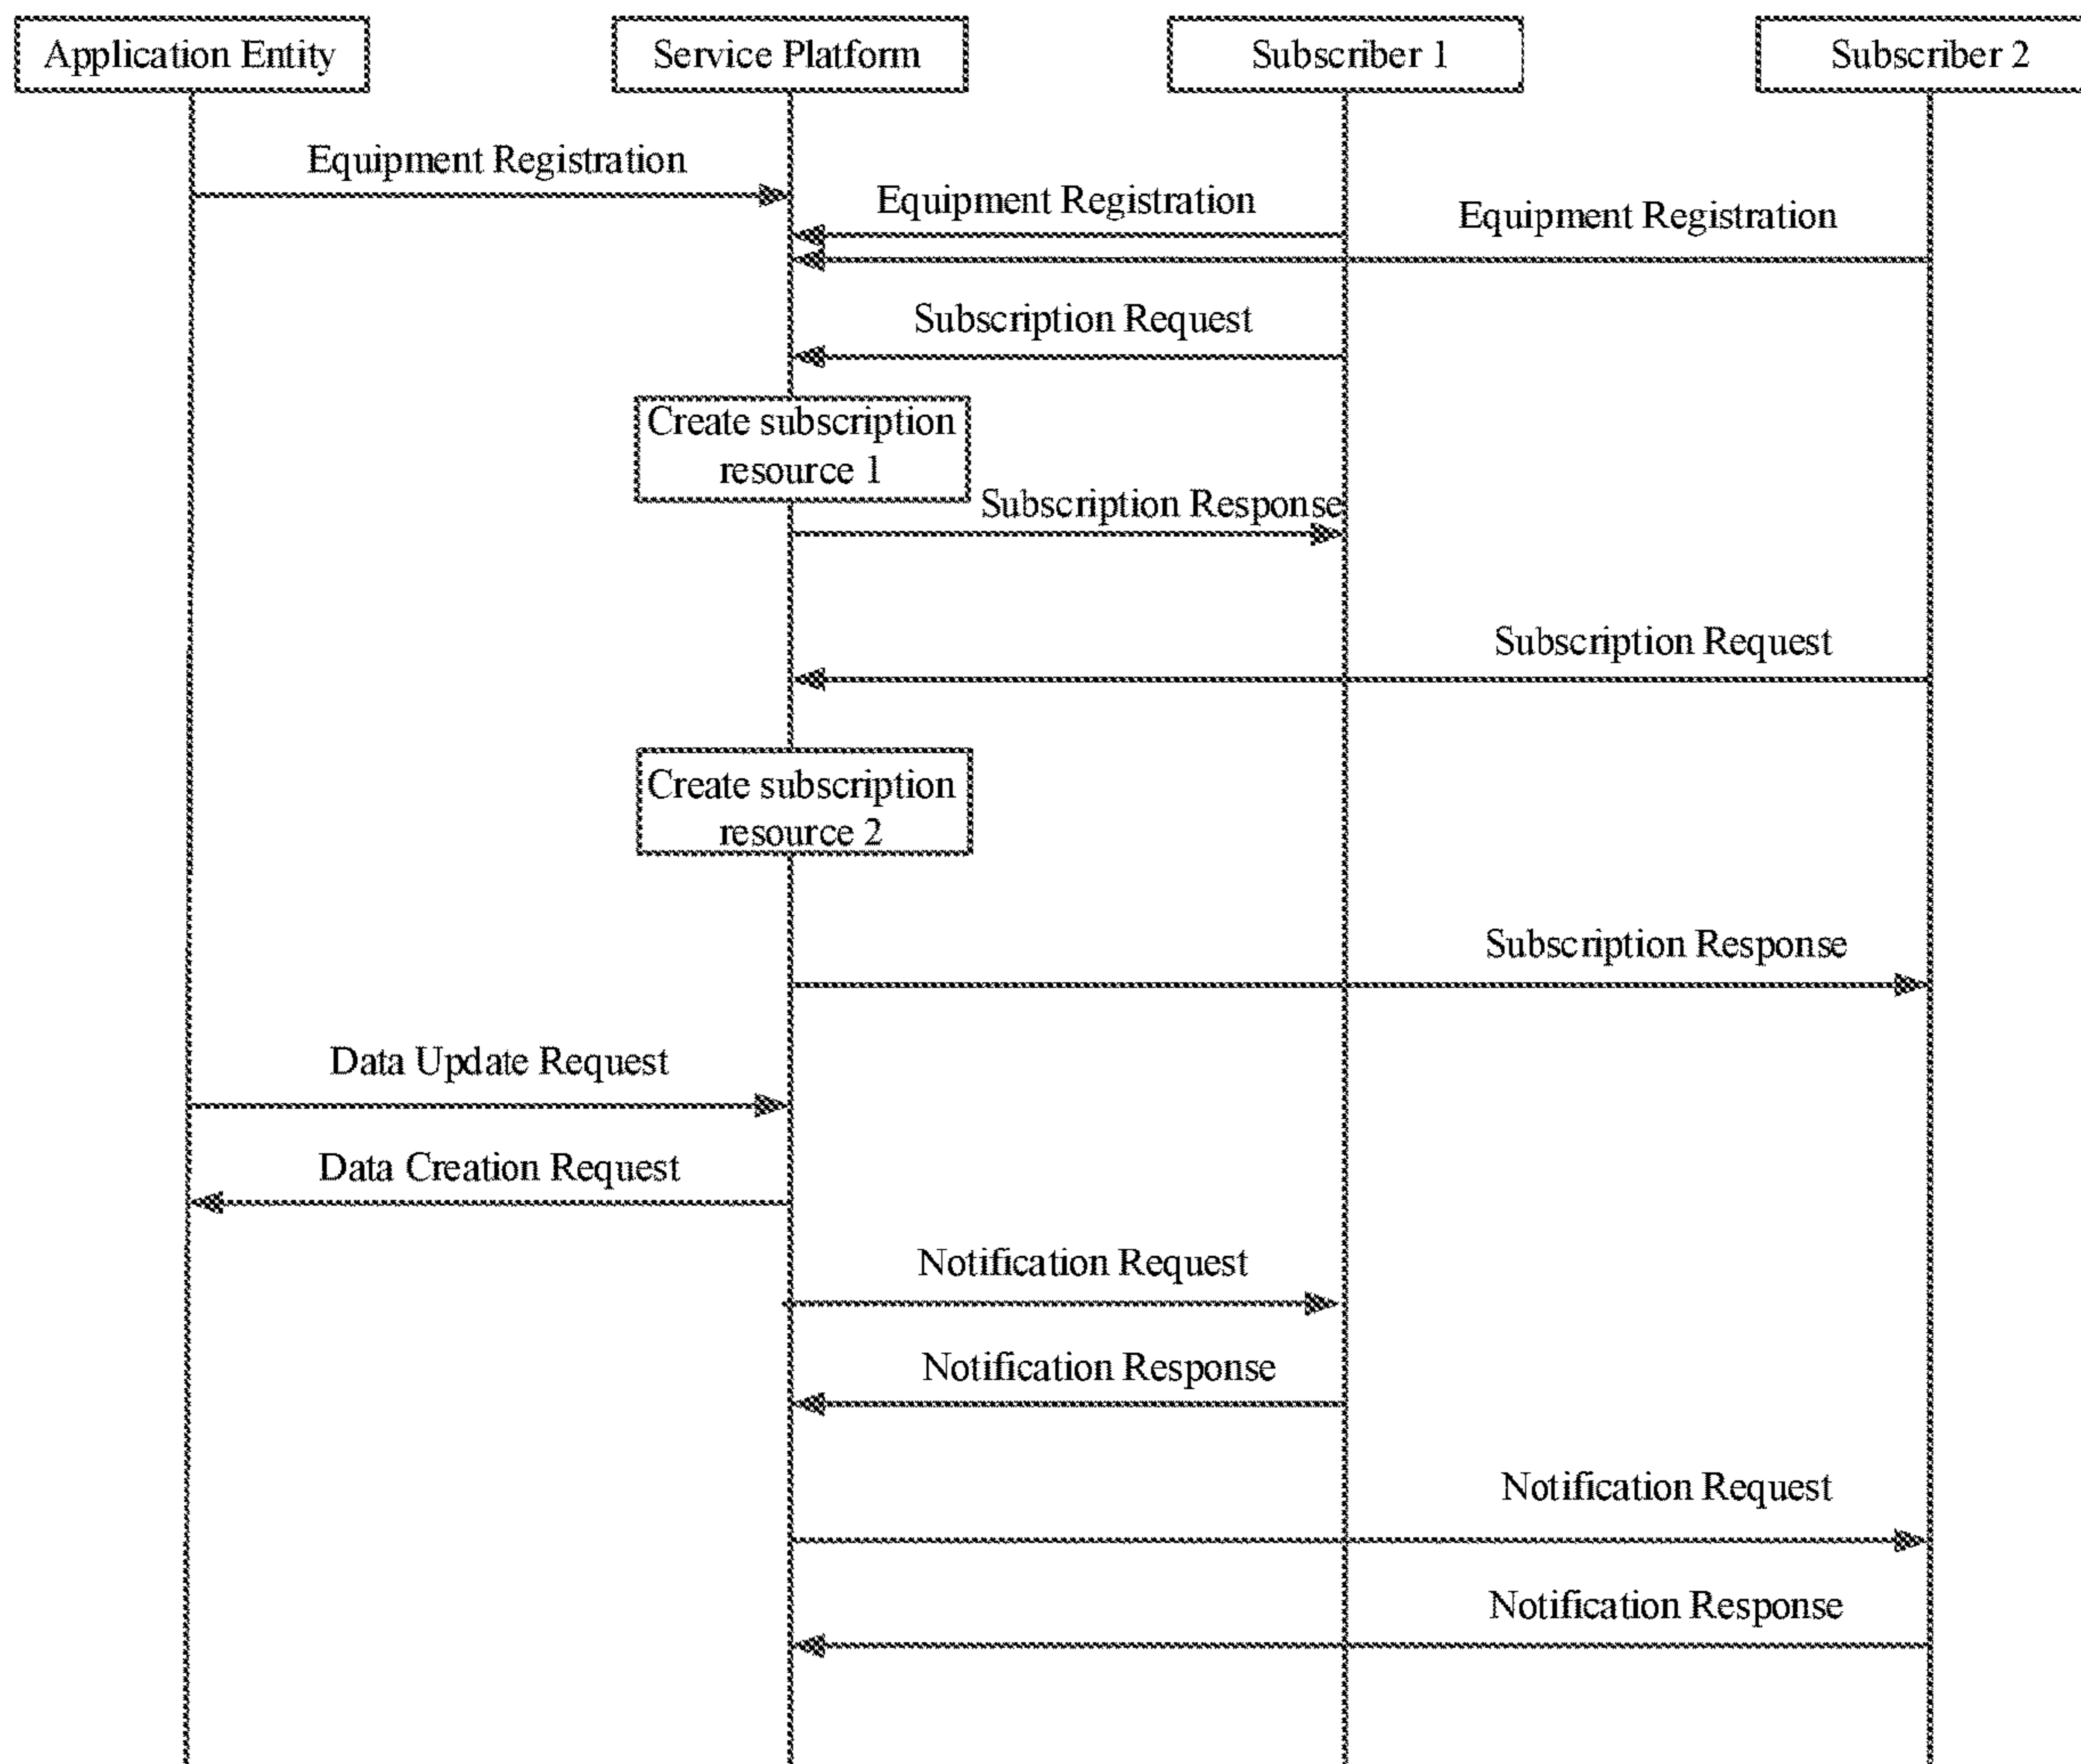 Application Entity
Service Platform
Subscriber 1
Subscriber 2
Equipment Registration
Equipment Registration
Equipment Registration
Subscription Request
Create subscription
resource 1
Subscription Response
Subscription Request
Create subscription
resource 2
Subscription Response
Data Update Request
Data Creation Request
Notification Request
Notification Response
Notification Request
Notification Response